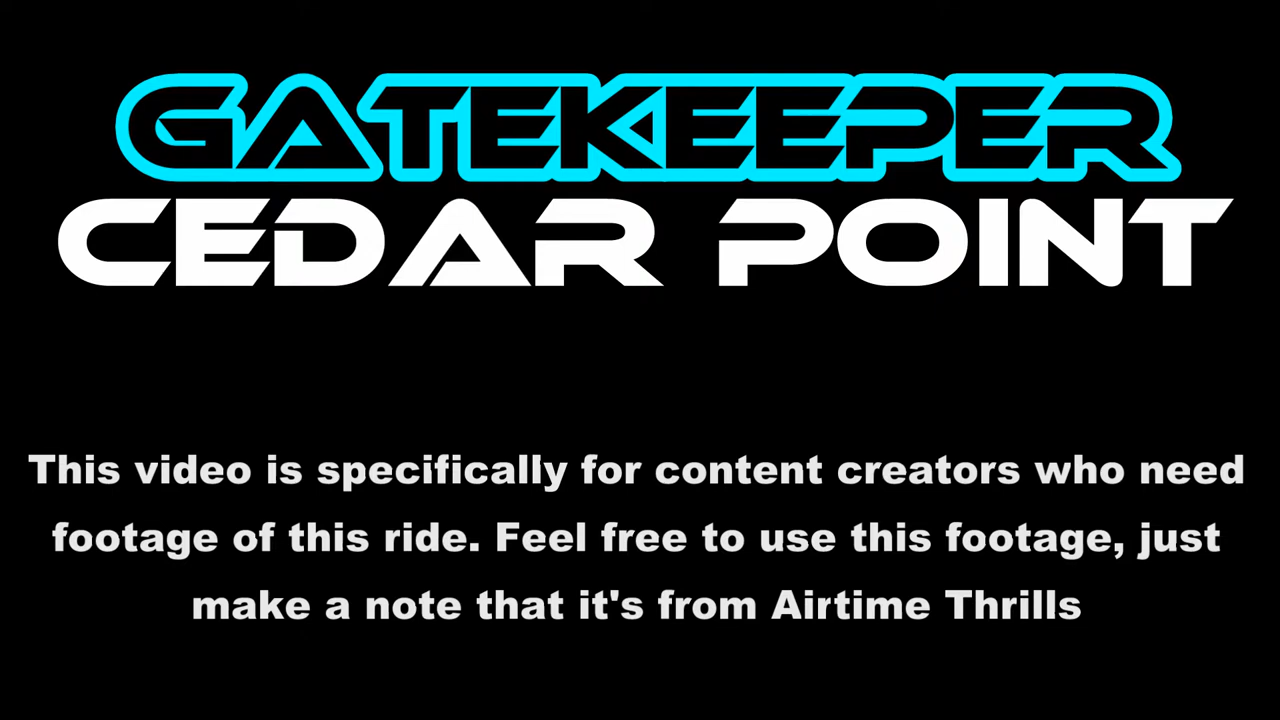 GATEKEEPER
CEDAR POINT
This video is specifically for content creators who need
footage of this ride. Feel free to use this footage, just
make a note that it's from Airtime Thrills